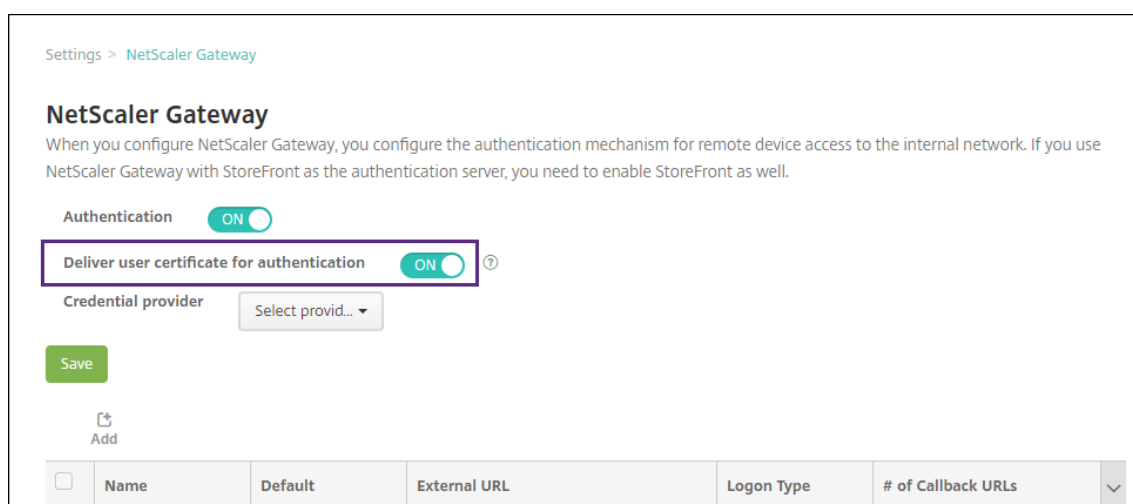 Settings > NetScaler Gateway
NetScaler Gateway
When you configure NetScaler Gateway, you configure the authentication mechanism for remote device access to the internal network. If you use
NetScaler Gateway with StoreFront as the authentication server, you need to enable StoreFront as well.
Authentication ON
Deliver user certificate for authentication ON ?
Credential provider Select provid...
Save
Add
Name Default External URL Logon Type # of Callback URLs